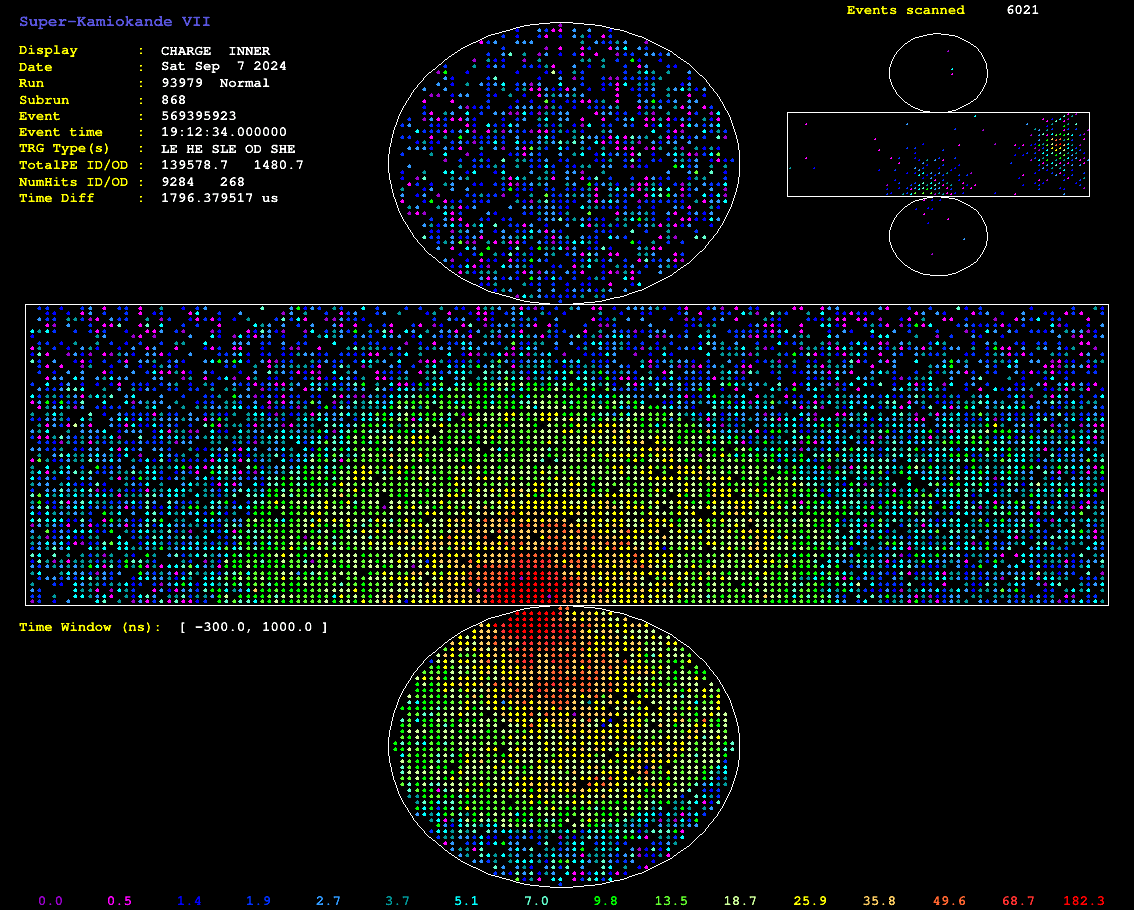 Super-Kamiokande VII
Events scanned 6021
Display : CHARGE INNER
Date : Sat Sep 7 2024
Run : 93979 Normal
Subrun : 868
Event : 569395923
Event time : 19:12:34.000000
TRG Type(s) : LE HE SLE OD SHE
TotalPE ID/OD : 139578.7 1480.7
NumHits ID/OD : 9284 268
Time Diff : 1796.379517 us
Time Window (ns): [ -300.0, 1000.0 ]
0.0 0.5 1.4 1.9 2.7 3.7 5.1 7.0 9.8 13.5 18.7 25.9 35.8 49.6 68.7 182.3